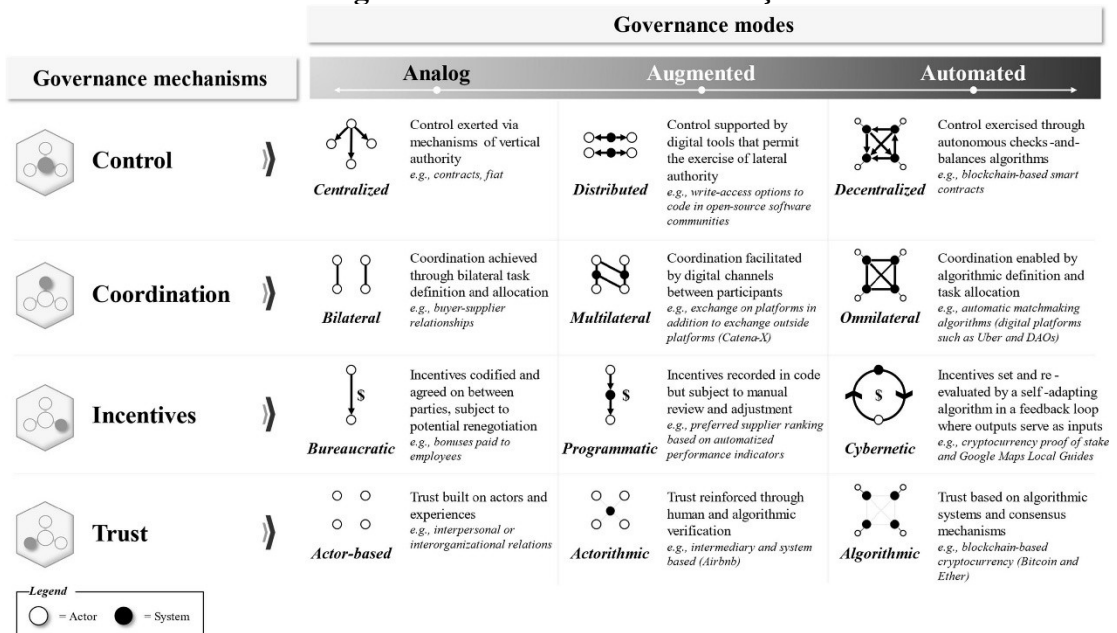 Governance modes
Governance mechanisms
Analog
Augmented
Automated
Control
Centralized
Control exerted via
mechanisms of vertical
authority
e.g., contracts, fiat
Distributed
Control supported by
digital tools that permit
the exercise of lateral
authority
e.g., write-access options to
code in open-source software
communities
Decentralized
Control exercised through
autonomous checks -and-
balances algorithms
e.g., blockchain-based smart
contracts
Coordination
Bilateral
Coordination achieved
through bilateral task
definition and allocation
e.g., buyer-supplier
relationships
Multilateral
Coordination facilitated
by digital channels
between participants
e.g., exchange on platforms in
addition to exchange outside
platforms (Catena-X)
Omnilateral
Coordination enabled by
algorithmic definition and
task allocation
e.g., automatic matchmaking
algorithms (digital platforms
such as Uber and DAOs)
Incentives
$
Bureaucratic
Incentives codified and
agreed on between
parties, subject to
potential renegotiation
e.g., bonuses paid to
employees
$
Programmatic
Incentives recorded in code
but subject to manual
review and adjustment
e.g., preferred supplier ranking
based on automatized
performance indicators
$
Cybernetic
Incentives set and re -
evaluated by a self -adapting
algorithm in a feedback loop
where outputs serve as inputs
e.g., cryptocurrency proof of stake
and Google Maps Local Guides
Trust
Actor-based
Trust built on actors and
experiences
e.g., interpersonal or
interorganizational relations
Actorithmic
Trust reinforced through
human and algorithmic
verification
e.g., intermediary and system
based (Airbnb)
Algorithmic
Trust based on algorithmic
systems and consensus
mechanisms
e.g., blockchain-based
cryptocurrency (Bitcoin and
Ether)
Legend
= Actor
= System